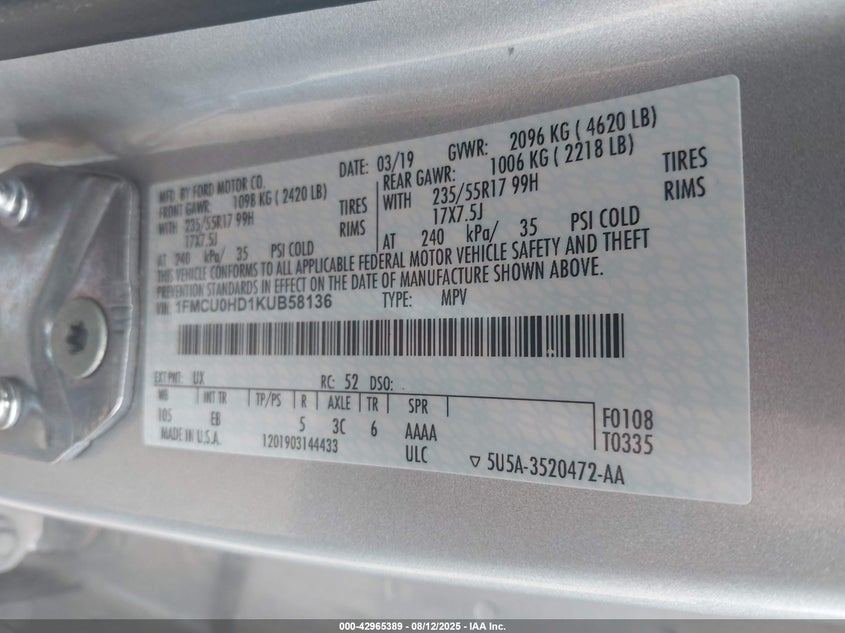 MFD. BY FORD MOTOR CO.
DATE: 03/19 GVWR: 2096 KG ( 4620 LB)
FRONT GAWR: 1098 KG ( 2420 LB) REAR GAWR: 1006 KG ( 2218 LB)
WITH 235/55R17 99H TIRES WITH 235/55R17 99H TIRES
17X7.5J RIMS 17X7.5J RIMS
AT 240 kPa/ 35 PSI COLD AT 240 kPa/ 35 PSI COLD
THIS VEHICLE CONFORMS TO ALL APPLICABLE FEDERAL MOTOR VEHICLE SAFETY AND THEFT
PREVENTION STANDARDS IN EFFECT ON THE DATE OF MANUFACTURE SHOWN ABOVE.
VIN: 1FMCU0HD1KUB58136 TYPE: MPV
EXT PNT: UX RC: 52 DSO:
WB INT TR TP/PS R AXLE TR SPR
105 EB 5 3C 6 AAAA
F0108
T0335
MADE IN U.S.A. 1201903144433 ULC
5U5A-3520472-AA
000-42965389 - 08/12/2025 - IAA Inc.